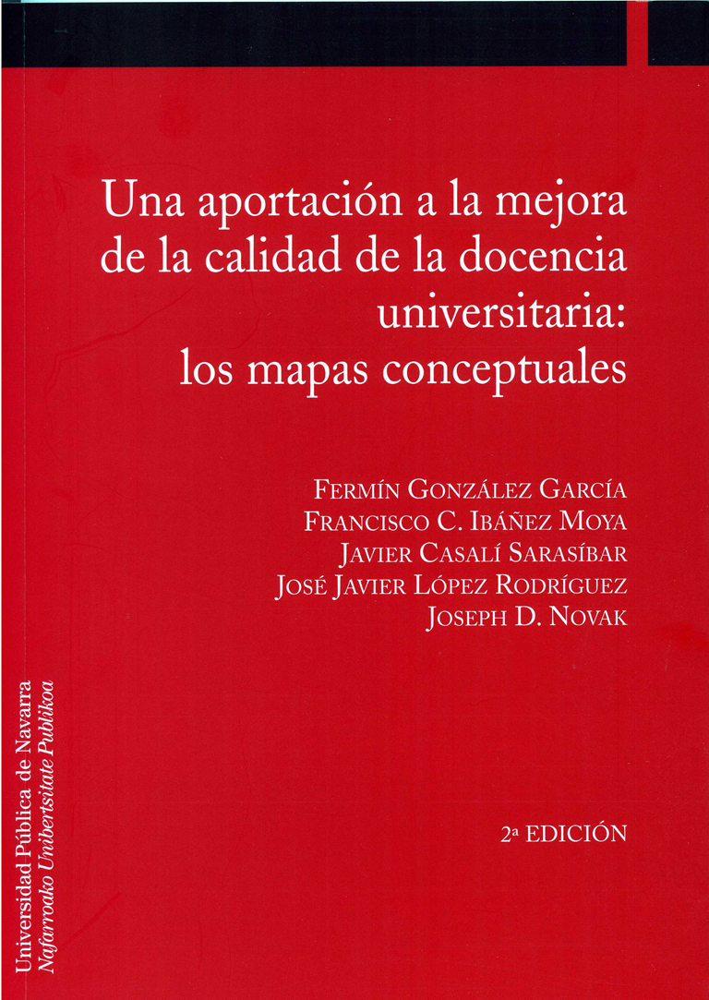 Una aportación a la mejora
de la calidad de la docencia
universitaria:
los mapas conceptuales
FERMÍN GONZÁLEZ GARCÍA
FRANCISCO C. IBÁÑEZ MOYA
JAVIER CASALÍ SARASÍBAR
JOSÉ JAVIER LÓPEZ RODRÍGUEZ
JOSEPH D. NOVAK
2ª EDICIÓN
Universidad Pública de Navarra
Nafarroako Unibertsitate Publikoa